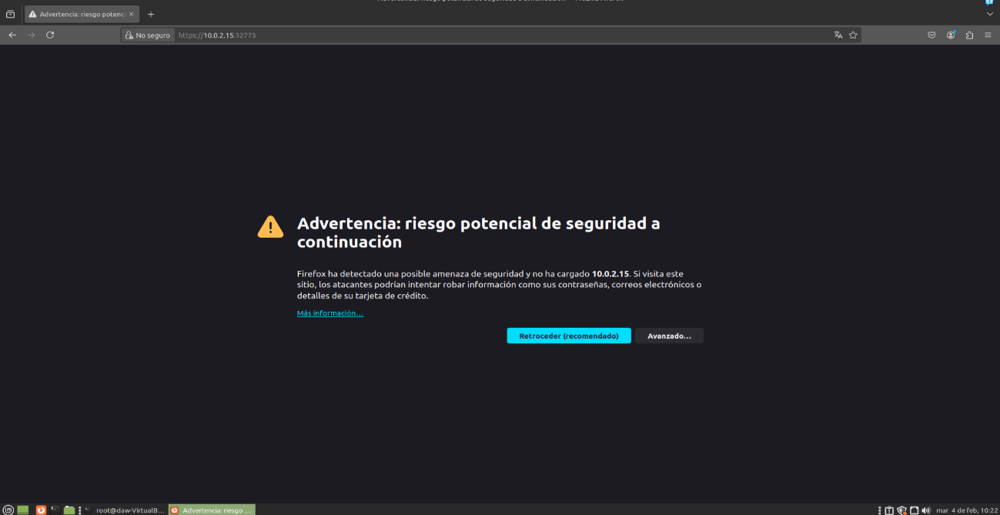 Advertencia: riesgo potenci
No seguro
https://10.0.2.15:32773
Advertencia: riesgo potencial de seguridad a
continuación
Firefox ha detectado una posible amenaza de seguridad y no ha cargado 10.0.2.15. Si visita este
sitio, los atacantes podrían intentar robar información como sus contraseñas, correos electrónicos o
detalles de su tarjeta de crédito.
Más información…
Retroceder (recomendado)
Avanzado…
root@daw-VirtualB…
Advertencia: riesgo …
mar 4 de feb, 10:22